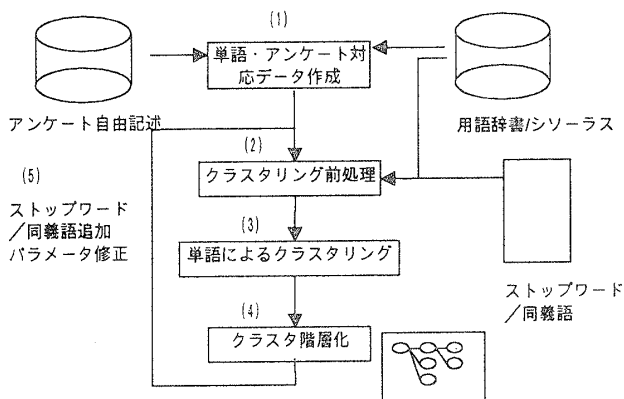 (1)
単語・アンケート対
応データ作成
アンケート自由記述
用語辞書/シソーラス
(2)
クラスタリング前処理
(5)
ストップワード
／同義語追加
パラメータ修正
(3)
単語によるクラスタリング
ストップワード
／同義語
(4)
クラスタ階層化